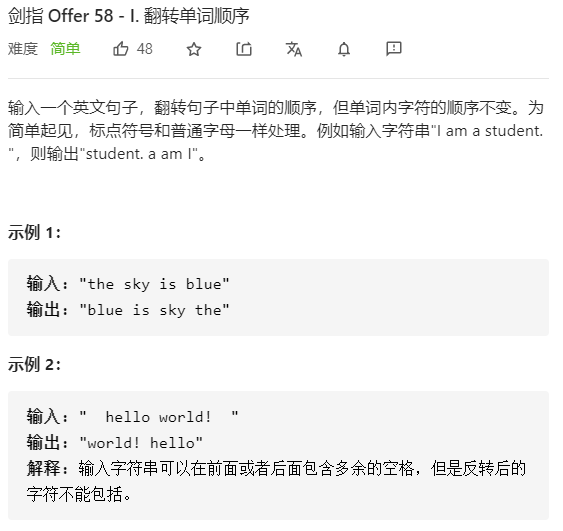 剑指 Offer 58 - I. 翻转单词顺序
难度 简单 48
输入一个英文句子，翻转句子中单词的顺序，但单词内字符的顺序不变。为
简单起见，标点符号和普通字母一样处理。例如输入字符串"I am a student.
"，则输出"student. a am I"。
示例 1：
输入："the sky is blue"
输出："blue is sky the"
示例 2：
输入："  hello world!  "
输出："world! hello"
解释：输入字符串可以在前面或者后面包含多余的空格，但是反转后的
字符不能包括。